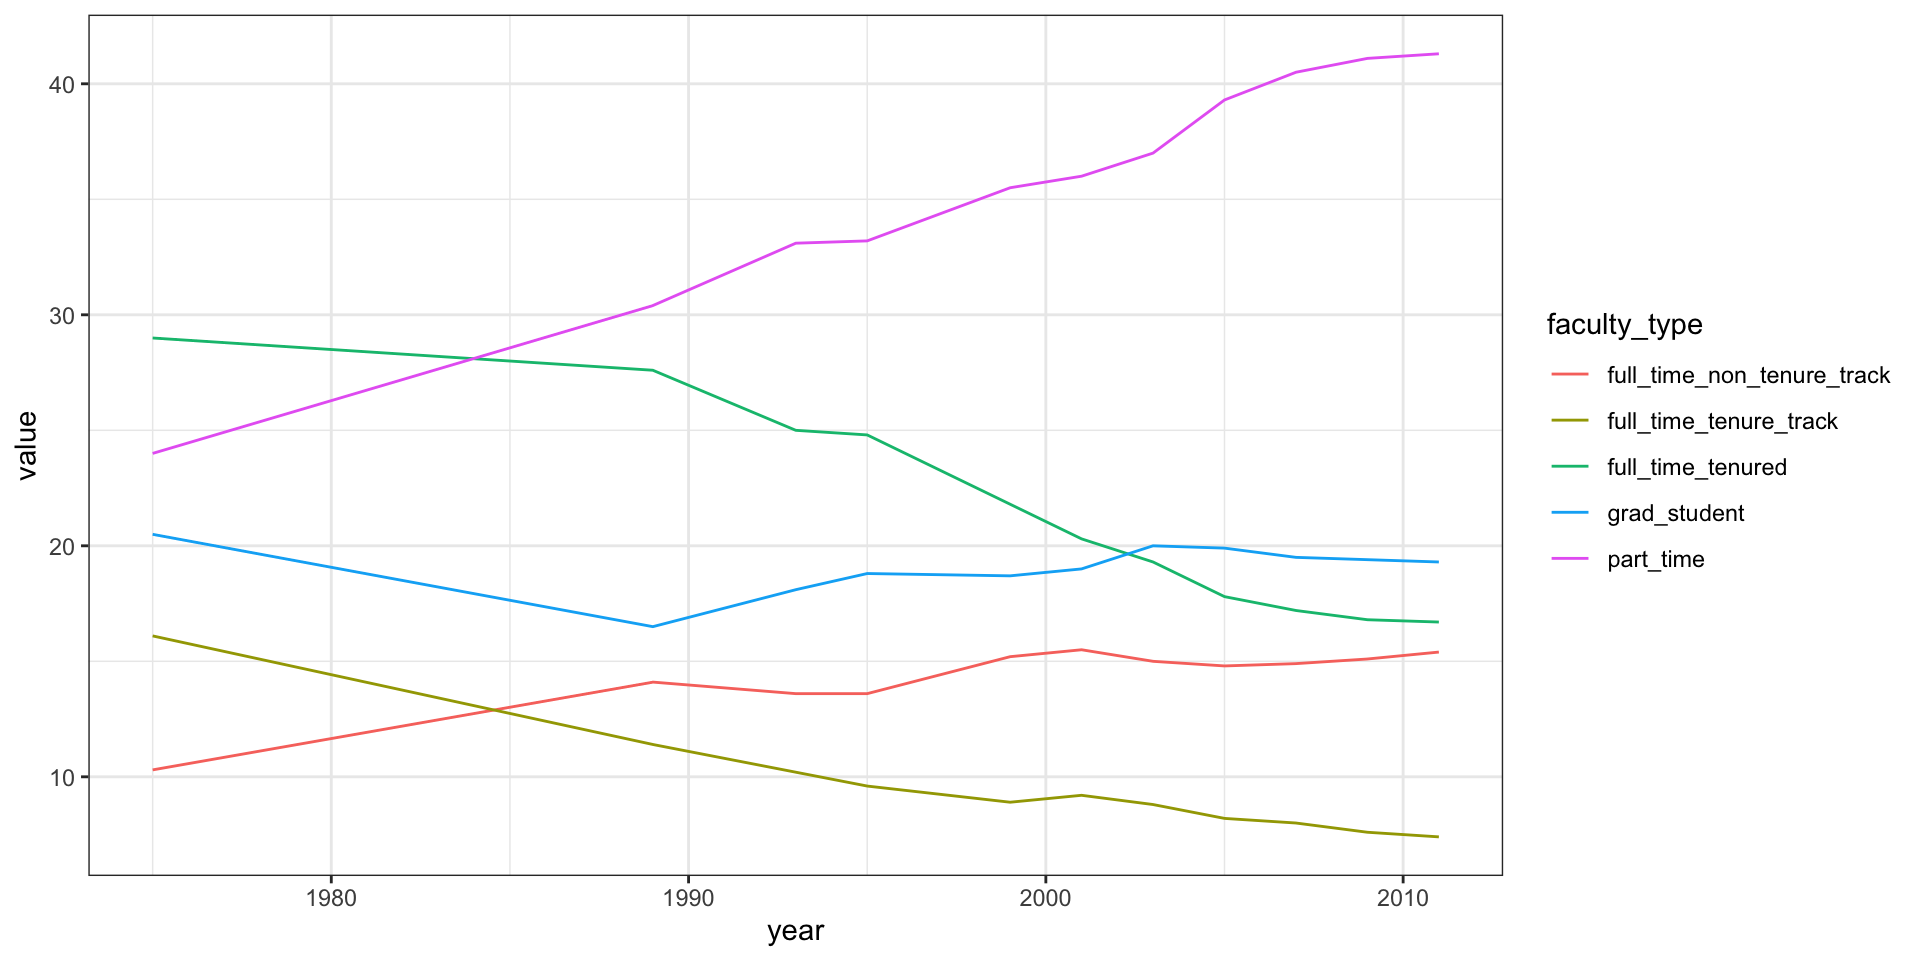 40
30
20
10
value
1980
1990
2000
2010
year
faculty_type
full_time_non_tenure_track
full_time_tenure_track
full_time_tenured
grad_student
part_time